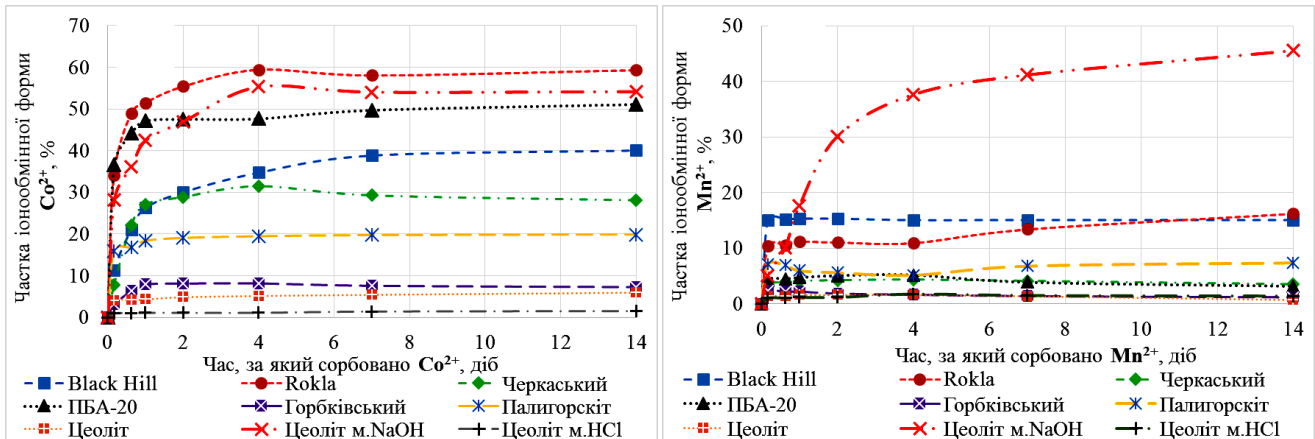 Частка іонообмінної форми
Co²⁺, %
70
60
50
40
30
20
10
0
0 2 4 6 8 10 12 14
Час, за який сорбовано Co²⁺, діб
Black Hill Rokla Черкаський
ПБА-20 Горбківський Палигорскіт
Цеоліт Цеоліт м.NaOH Цеоліт м.HCl
Частка іонообмінної форми
Mn²⁺, %
50
40
30
20
10
0
0 2 4 6 8 10 12 14
Час, за який сорбовано Mn²⁺, діб
Black Hill Rokla Черкаський
ПБА-20 Горбківський Палигорскіт
Цеоліт Цеоліт м.NaOH Цеоліт м.HCl